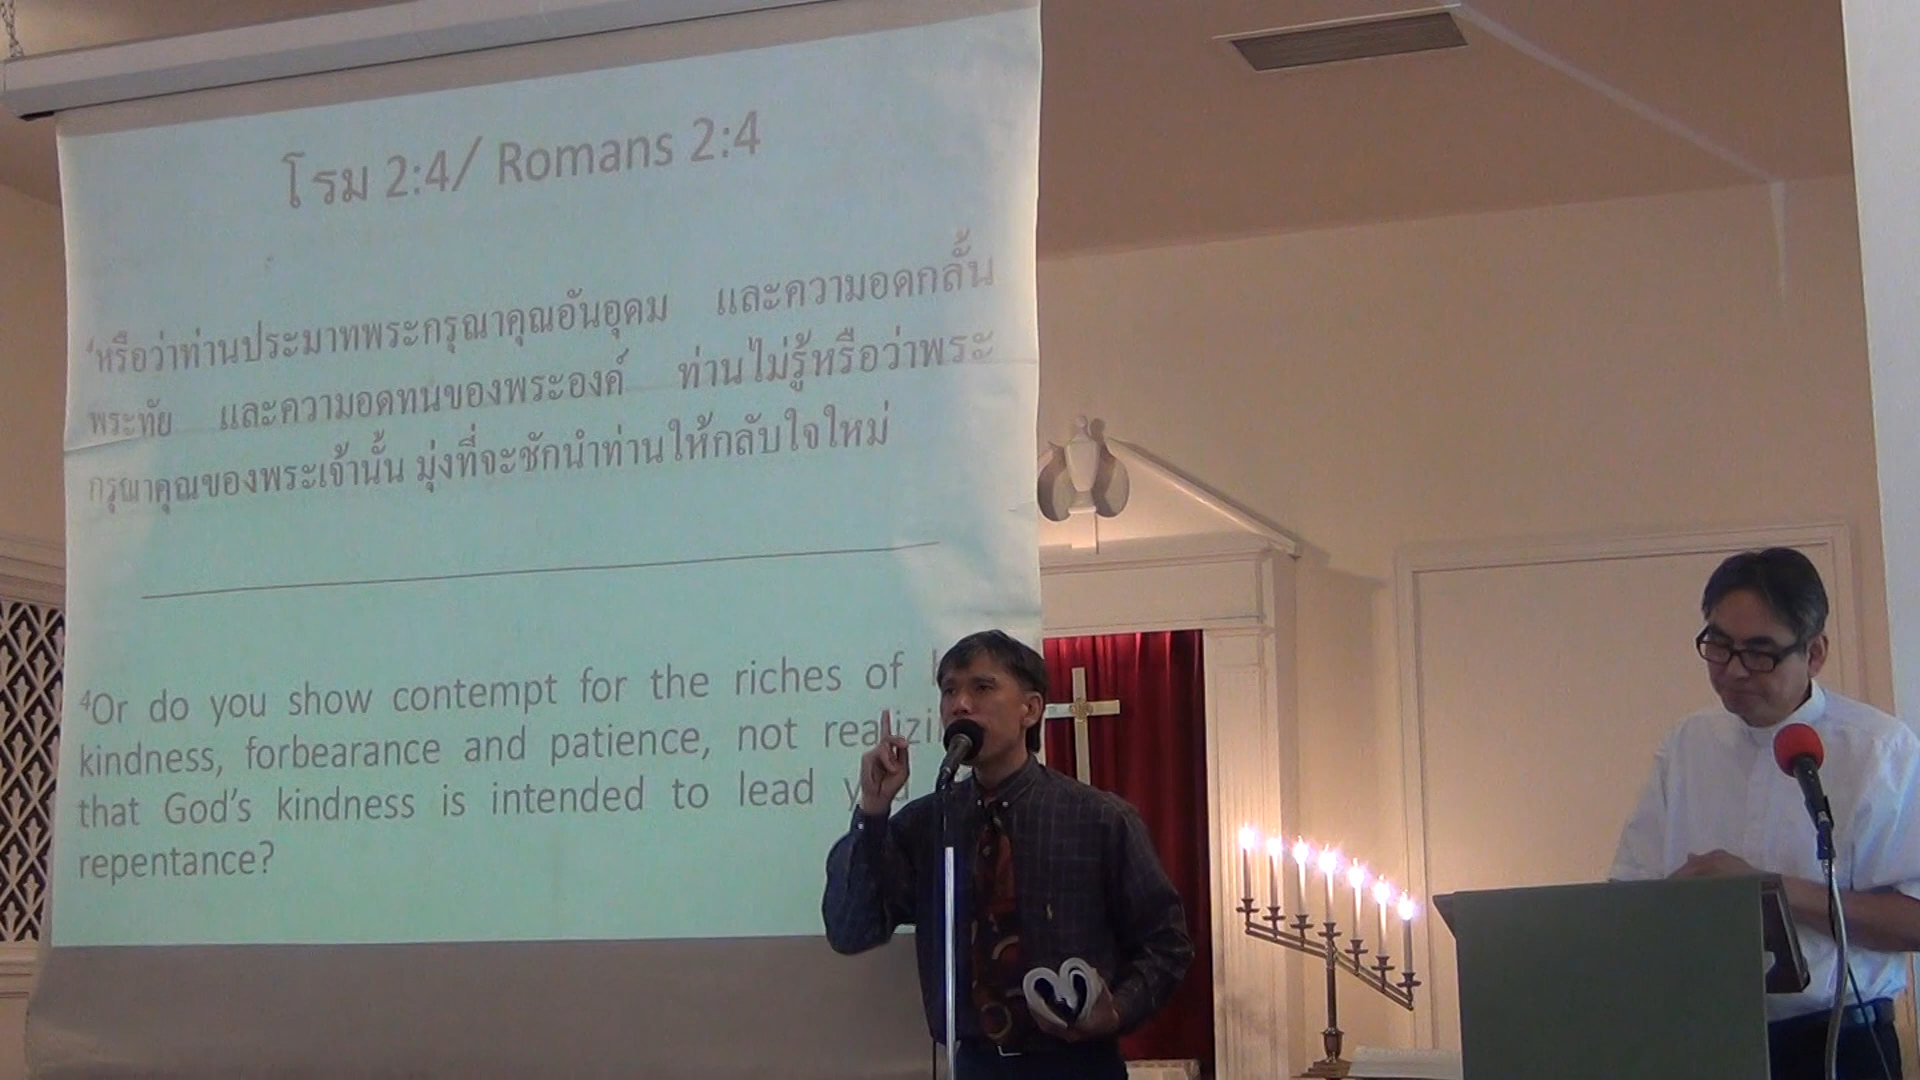 โรม 2:4/ Romans 2:4
4หรือว่าท่านประมาทพระกรุณาคุณอันอุดม และความอดกลั้น
พระทัย และความอดทนของพระองค์ ท่านไม่รู้หรือว่าพระ
กรุณาคุณของพระเจ้านั้น มุ่งที่จะชักนำท่านให้กลับใจใหม่
4Or do you show contempt for the riches of
kindness, forbearance and patience, not
that God's kindness is intended to lead
repentance?